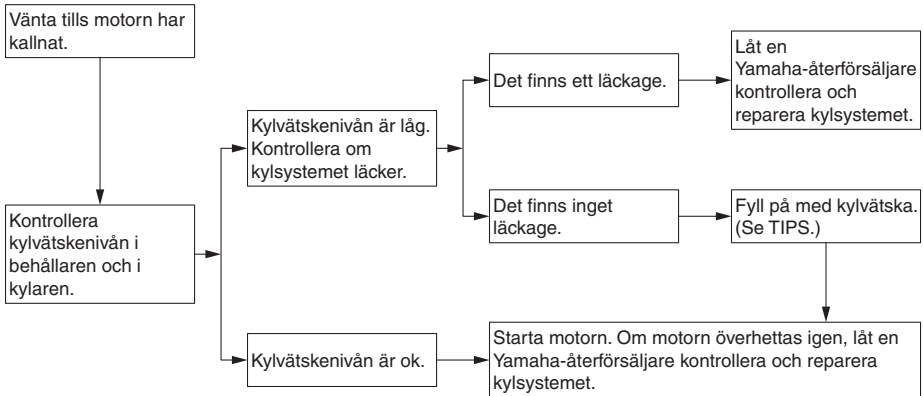 Vänta tills motorn har
kallnat.
Kontrollera
kylvätskenivån i
behållaren och i
kylaren.
Kylvätskenivån är låg.
Kontrollera om
kylsystemet läcker.
Det finns ett läckage.
Låt en
Yamaha-återförsäljare
kontrollera och
reparera kylsystemet.
Det finns inget
läckage.
Fyll på med kylvätska.
(Se TIPS.)
Kylvätskenivån är ok.
Starta motorn. Om motorn överhettas igen, låt en
Yamaha-återförsäljare kontrollera och reparera
kylsystemet.